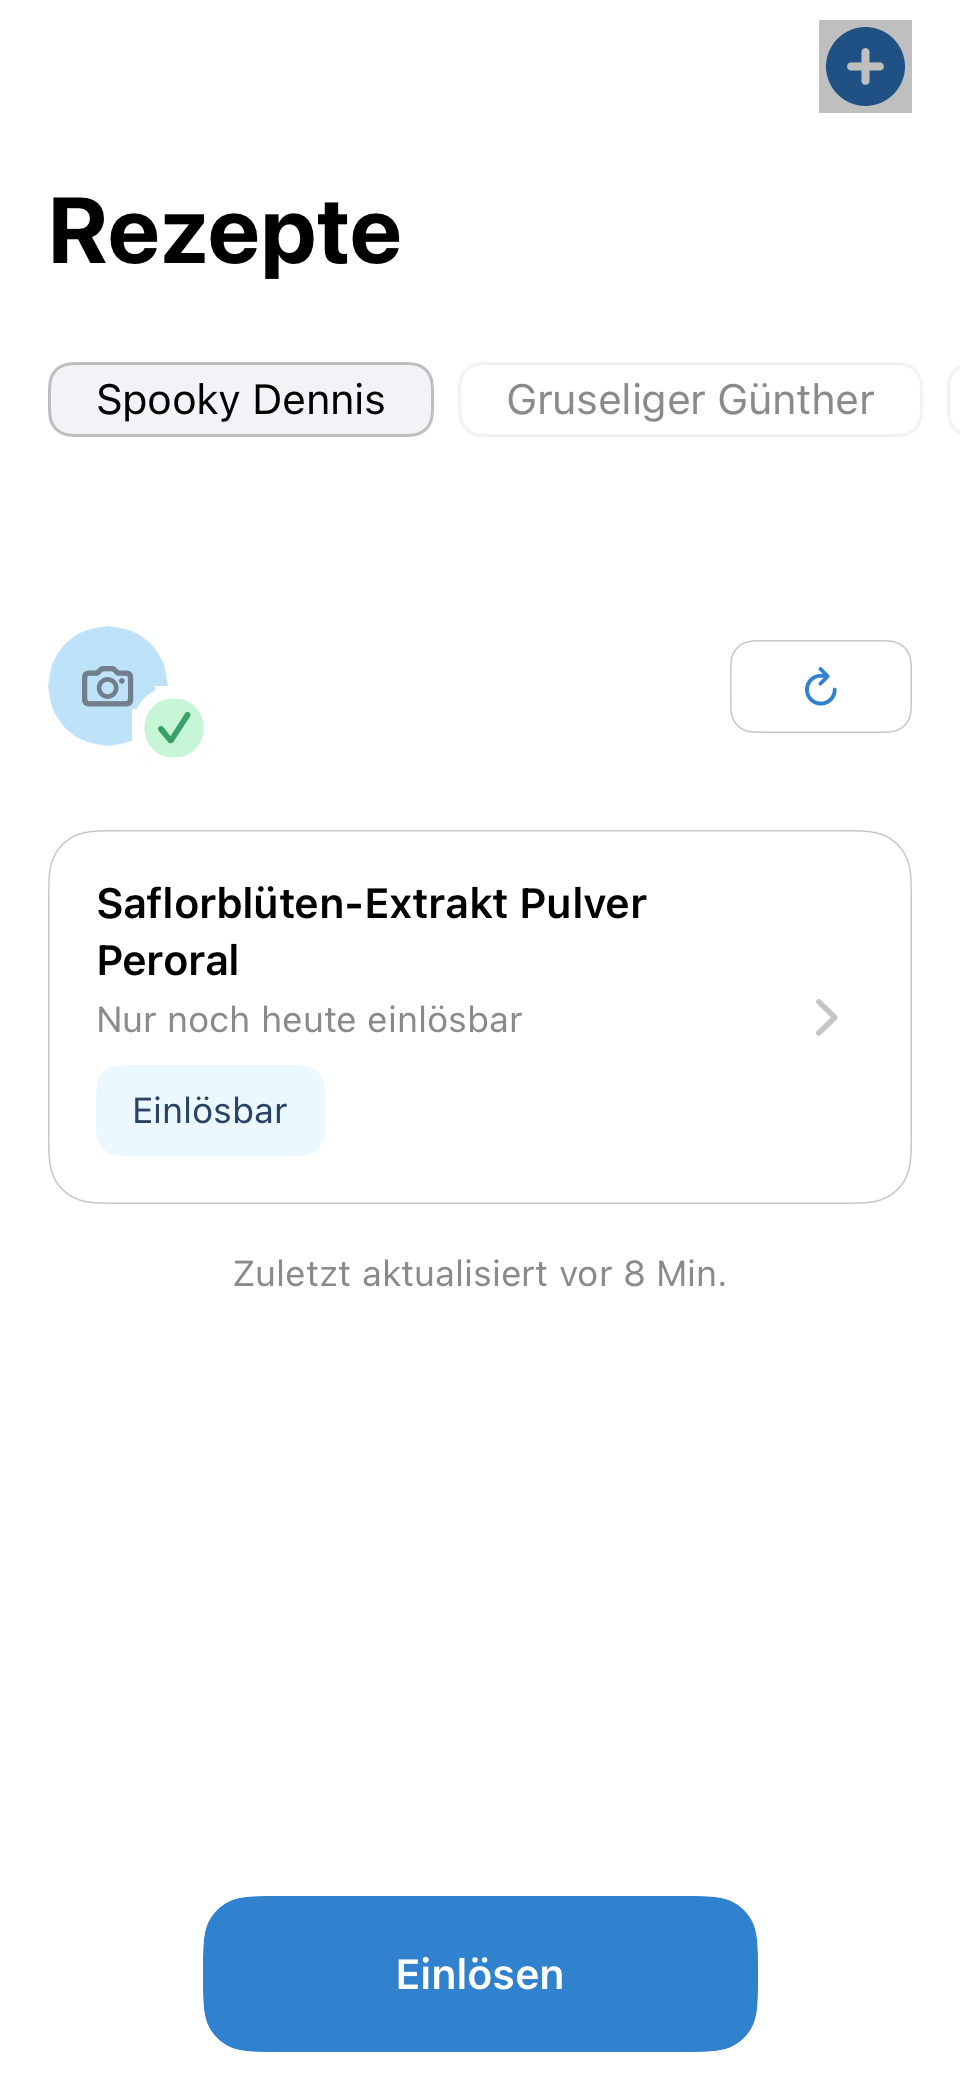 Rezepte
Spooky Dennis
Gruseliger Günther
Saflorblüten-Extrakt Pulver
Peroral
Nur noch heute einlösbar
Einlösbar
Zuletzt aktualisiert vor 8 Min.
Einlösen